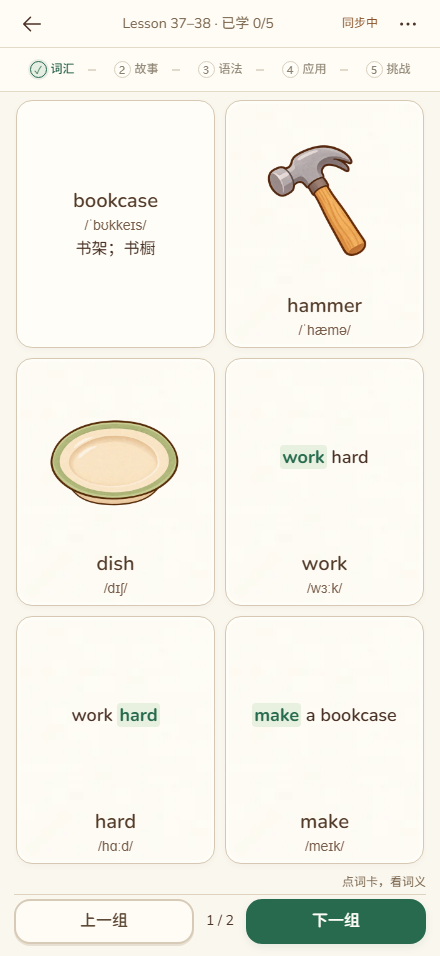 Lesson 37–38 · 已学 0/5
同步中
词汇
2 故事
3 语法
4 应用
5 挑战
bookcase
/ˈbʊkkeɪs/
书架；书橱
hammer
/ˈhæmə/
dish
/dɪʃ/
work hard
work
/wɜːk/
work hard
hard
/hɑːd/
make a bookcase
make
/meɪk/
点词卡，看词义
上一组
1 / 2
下一组